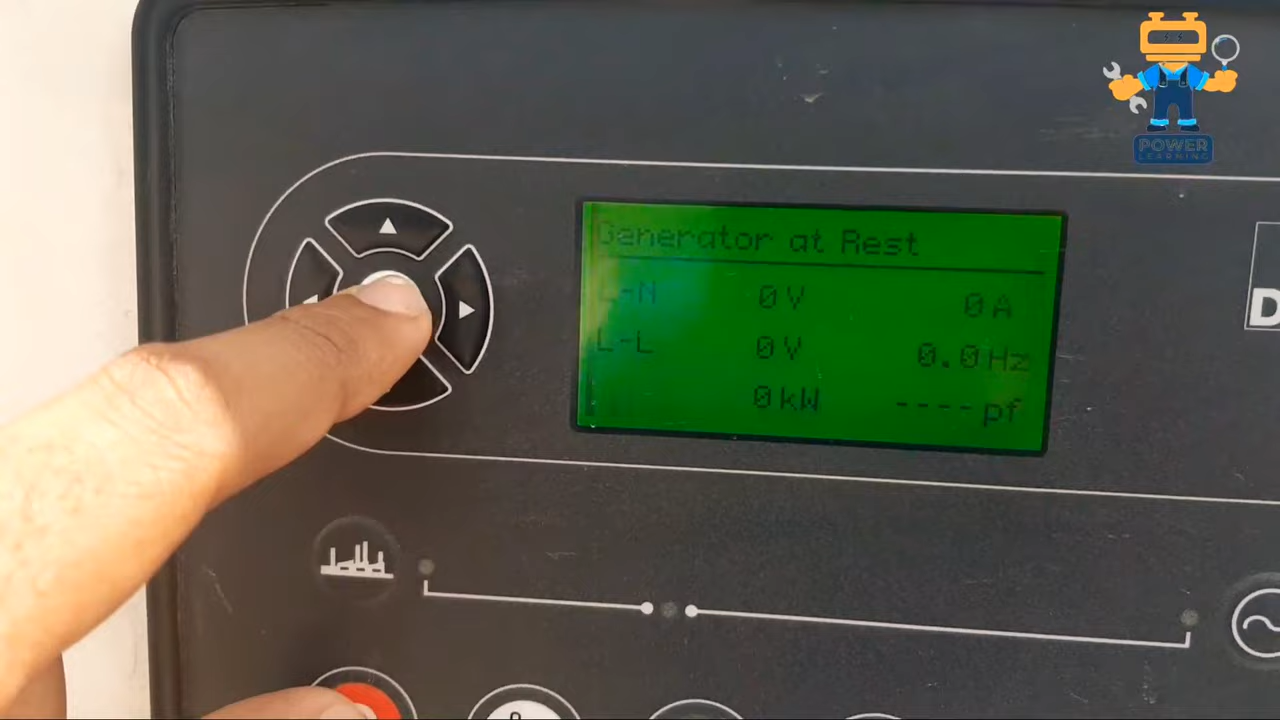 POWER
LEARNING
Generator at Rest
L-N 0V 0A
L-L 0V 0.0Hz
0kW ----pf
D